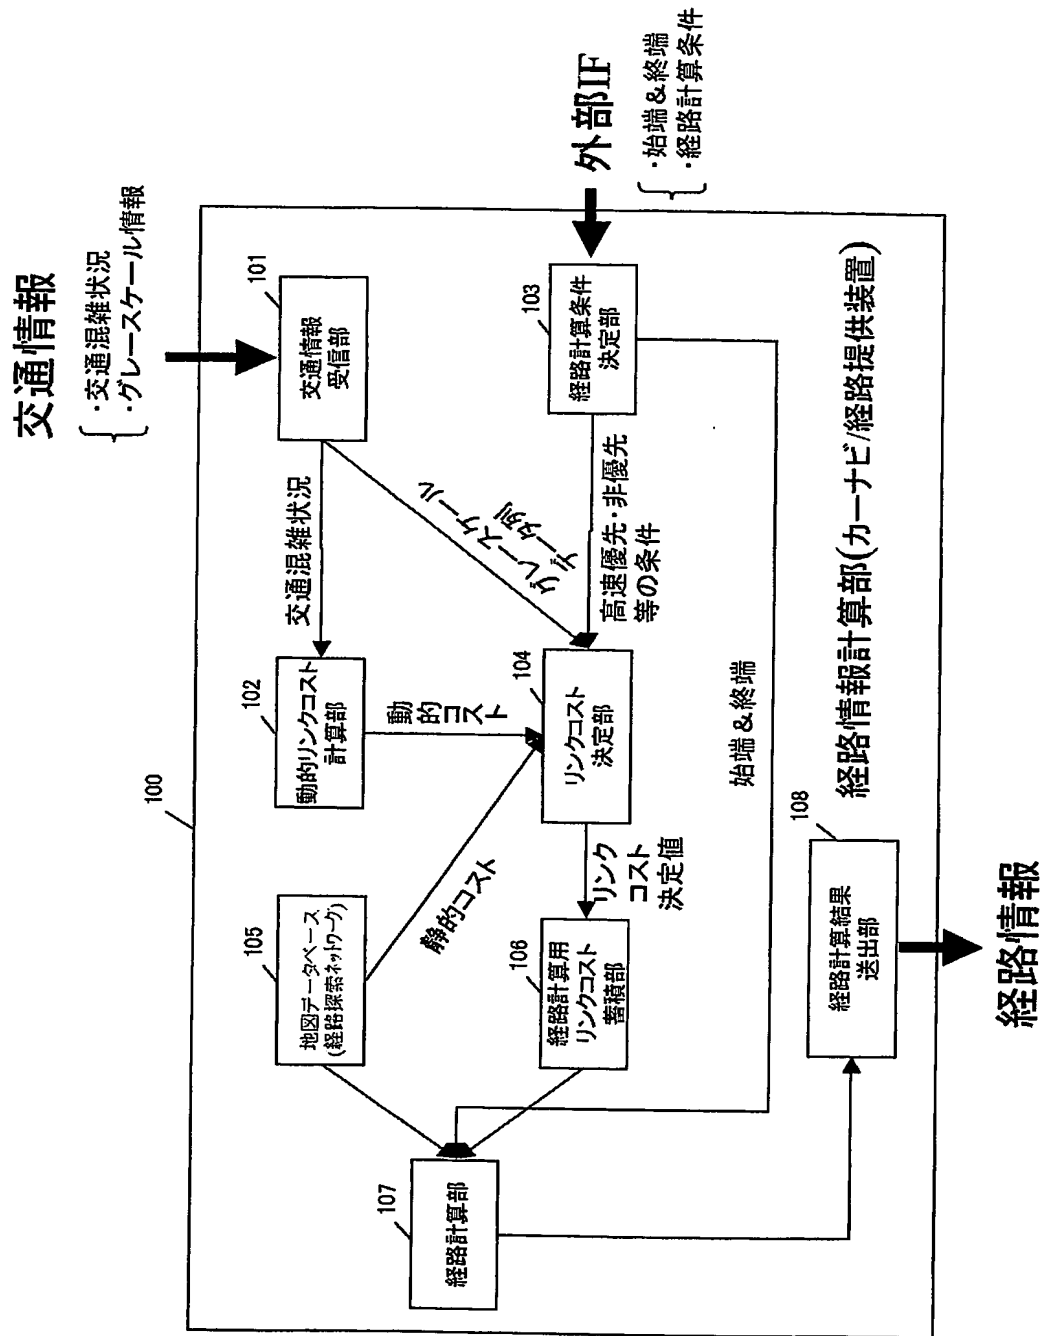 交通情報
・交通混雑状況
・グレースケール情報
100
101
交通情報
受信部
外部IF
・始端&終端
・経路計算条件
103
経路計算条件
決定部
交通混雑状況
グレースケール
データ列
高速優先・非優先
等の条件
102
動的リンクコスト
計算部
動的
コスト
104
リンクコスト
決定部
始端&終端
105
地図データベース
(経路探索ネットワーク)
静的コスト
リンク
コスト
決定値
106
経路計算用
リンクコスト
蓄積部
107
経路計算部
108
経路計算結果
送出部
経路情報計算部(カーナビ/経路提供装置)
経路情報